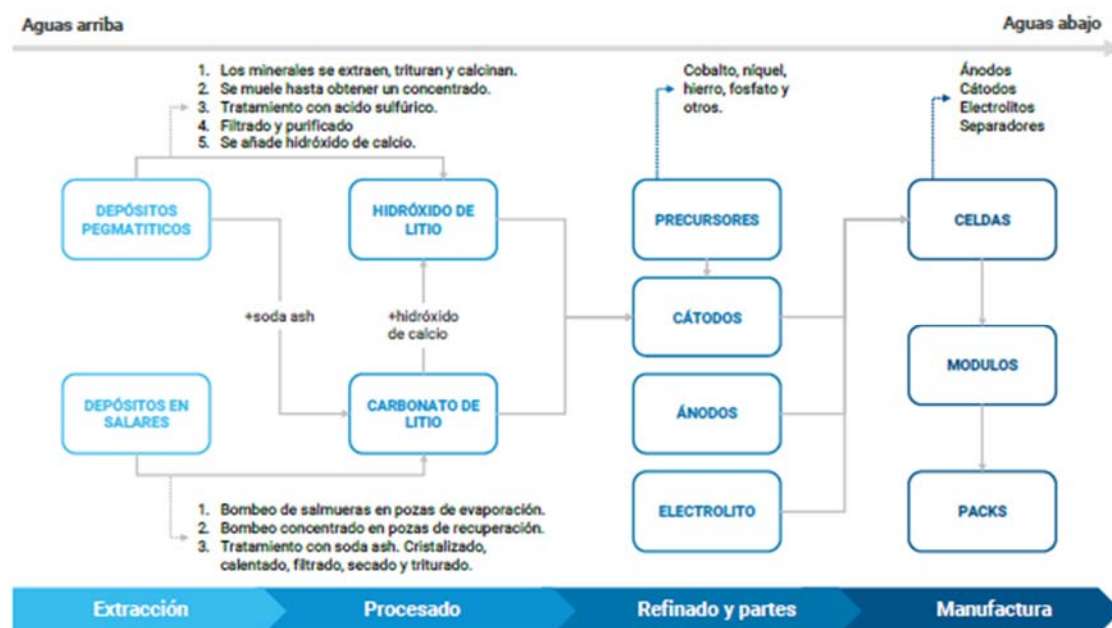 Aguas arriba
Aguas abajo
1. Los minerales se extraen, trituran y calcinan.
2. Se muele hasta obtener un concentrado.
3. Tratamiento con acido sulfúrico.
4. Filtrado y purificado
5. Se añade hidróxido de calcio.
Cobalto, níquel,
hierro, fosfato y
otros.
Ánodos
Cátodos
Electrolitos
Separadores
DEPÓSITOS
PEGMATITICOS
HIDRÓXIDO DE
LITIO
PRECURSORES
CELDAS
+soda ash
+hidróxido
de calcio
CÁTODOS
MODULOS
DEPÓSITOS EN
SALARES
CARBONATO DE
LITIO
ÁNODOS
ELECTROLITO
PACKS
1. Bombeo de salmueras en pozas de evaporación.
2. Bombeo concentrado en pozas de recuperación.
3. Tratamiento con soda ash. Cristalizado,
calentado, filtrado, secado y triturado.
Extracción
Procesado
Refinado y partes
Manufactura